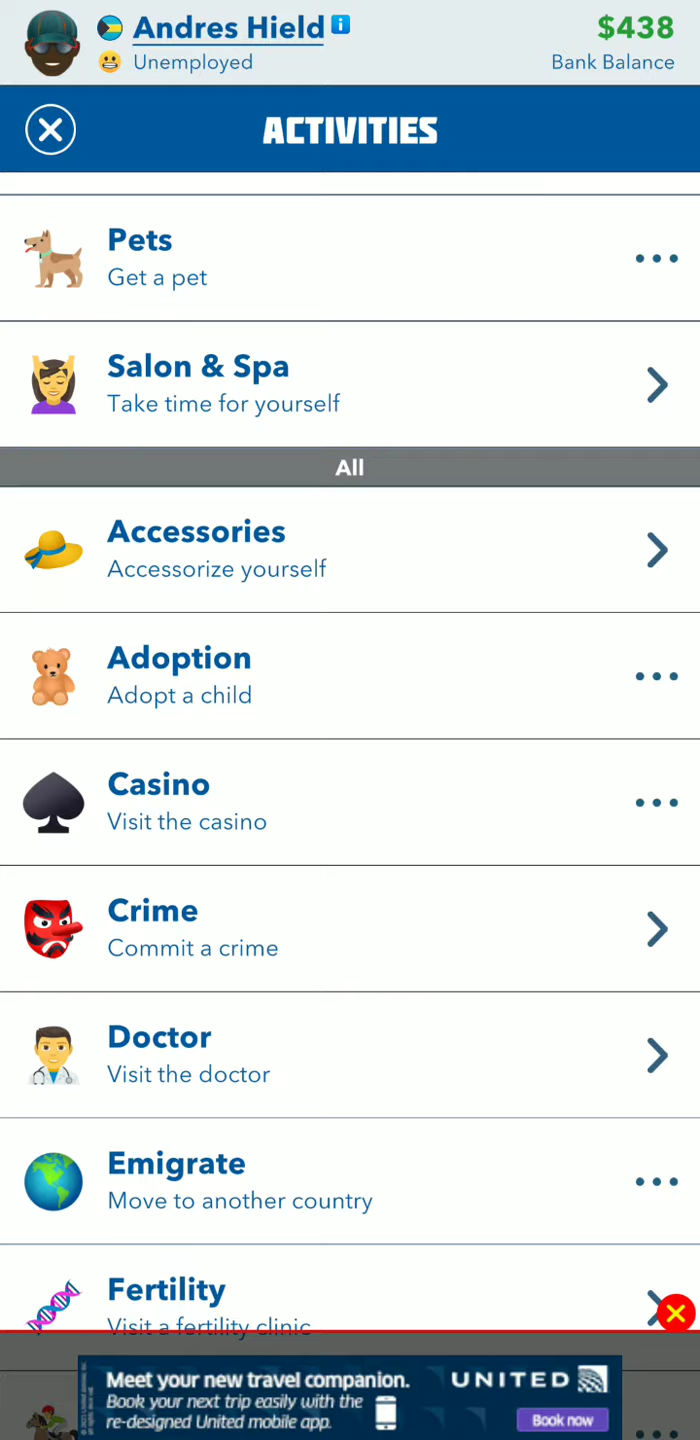 Andres Hield
$438
Unemployed
Bank Balance
ACTIVITIES
Pets
Get a pet
Salon & Spa
Take time for yourself
All
Accessories
Accessorize yourself
Adoption
Adopt a child
Casino
Visit the casino
Crime
Commit a crime
Doctor
Visit the doctor
Emigrate
Move to another country
Fertility
Visit a fertility clinic
Meet your new travel companion.
Book your next trip easily with the
re-designed United mobile app.
UNITED
Book now